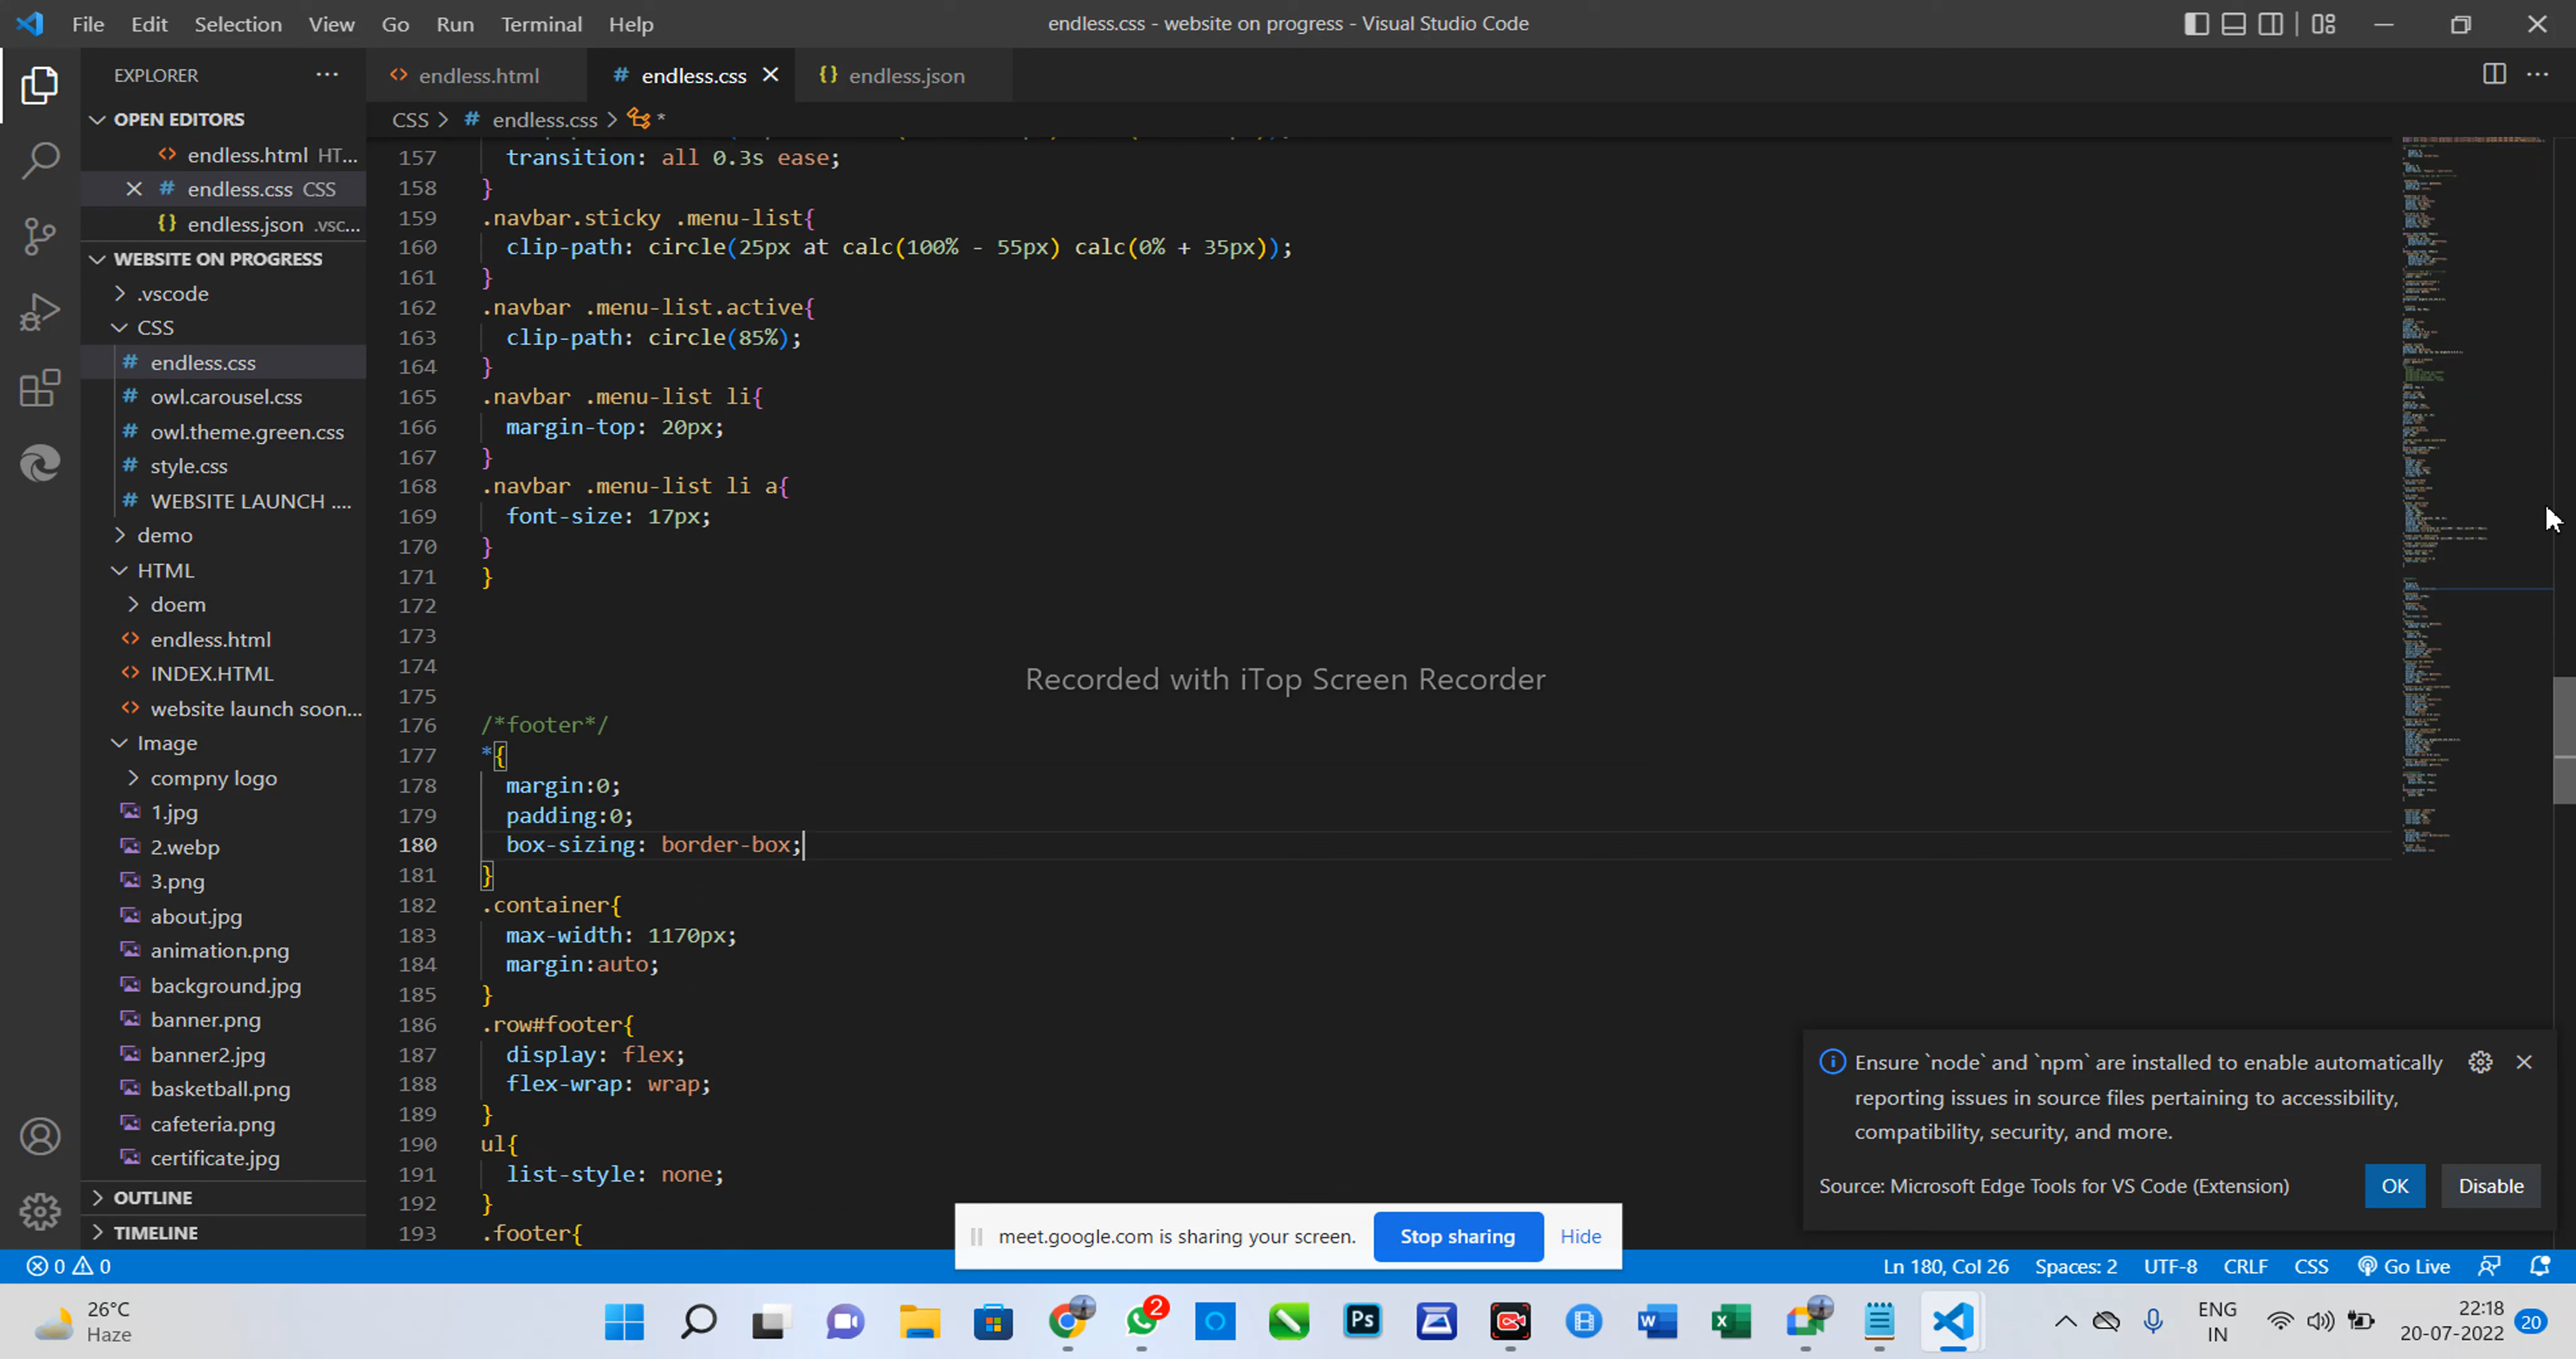 File Edit Selection View Go Run Terminal Help
endless.css - website on progress - Visual Studio Code
EXPLORER
OPEN EDITORS
endless.html HT...
endless.css CSS
endless.json .vsc...
WEBSITE ON PROGRESS
.vscode
CSS
endless.css
owl.carousel.css
owl.theme.green.css
style.css
WEBSITE LAUNCH ....
demo
HTML
doem
endless.html
INDEX.HTML
website launch soon...
Image
compny logo
1.jpg
2.webp
3.png
about.jpg
animation.png
background.jpg
banner.png
banner2.jpg
basketball.png
cafeteria.png
certificate.jpg
OUTLINE
TIMELINE
endless.html endless.css endless.json
CSS > # endless.css > *
157 transition: all 0.3s ease;
158 }
159 .navbar.sticky .menu-list{
160 clip-path: circle(25px at calc(100% - 55px) calc(0% + 35px));
161 }
162 .navbar .menu-list.active{
163 clip-path: circle(85%);
164 }
165 .navbar .menu-list li{
166 margin-top: 20px;
167 }
168 .navbar .menu-list li a{
169 font-size: 17px;
170 }
171 }
172
173
174
175
176 /*footer*/
177 *{
178 margin:0;
179 padding:0;
180 box-sizing: border-box;
181 }
182 .container{
183 max-width: 1170px;
184 margin:auto;
185 }
186 .row#footer{
187 display: flex;
188 flex-wrap: wrap;
189 }
190 ul{
191 list-style: none;
192 }
193 .footer{
Recorded with iTop Screen Recorder
Ensure `node` and `npm` are installed to enable automatically
reporting issues in source files pertaining to accessibility,
compatibility, security, and more.
Source: Microsoft Edge Tools for VS Code (Extension) OK Disable
meet.google.com is sharing your screen. Stop sharing Hide
0 0
Ln 180, Col 26 Spaces: 2 UTF-8 CRLF CSS Go Live
26°C
Haze
2
Ps
ENG
IN
22:18
20-07-2022
20